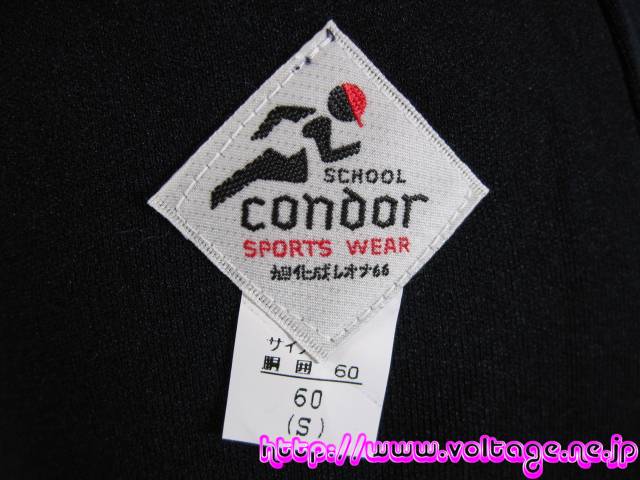 SCHOOL
condor
SPORTS WEAR
旭化成レオナ66
サイ
胴囲 60
60
(S)
http://www.voltage.ne.jp